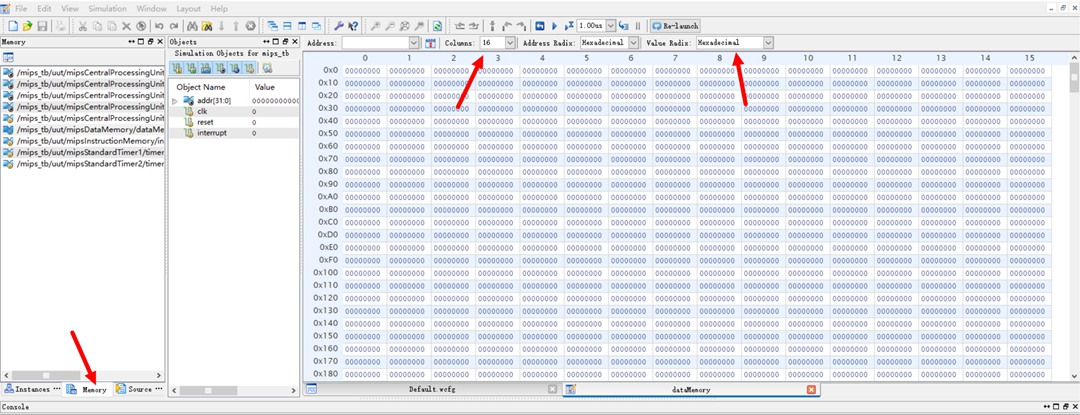 File Edit View Simulation Window Layout Help
1.00us Re-launch
Memory
/mips_tb/uut/mipsCentralProcessingUnit
/mips_tb/uut/mipsCentralProcessingUnit
/mips_tb/uut/mipsCentralProcessingUnit
/mips_tb/uut/mipsCentralProcessingUnit
/mips_tb/uut/mipsCentralProcessingUnit
/mips_tb/uut/mipsDataMemory/dataMe
/mips_tb/uut/mipsInstructionMemory/in
/mips_tb/uut/mipsStandardTimer1/timer
/mips_tb/uut/mipsStandardTimer2/timer
Instances ··· Memory Source ···
Objects
Simulation Objects for mips_tb
Object Name Value
addr[31:0] 00000000000
clk 0
reset 0
interrupt 0
Address: Columns: 16 Address Radix: Hexadecimal Value Radix: Hexadecimal
0 1 2 3 4 5 6 7 8 9 10 11 12 13 14 15
0x0 00000000 00000000 00000000 00000000 00000000 00000000 00000000 00000000 00000000 00000000 00000000 00000000 00000000 00000000 00000000 00000000
0x10 00000000 00000000 00000000 00000000 00000000 00000000 00000000 00000000 00000000 00000000 00000000 00000000 00000000 00000000 00000000 00000000
0x20 00000000 00000000 00000000 00000000 00000000 00000000 00000000 00000000 00000000 00000000 00000000 00000000 00000000 00000000 00000000 00000000
0x30 00000000 00000000 00000000 00000000 00000000 00000000 00000000 00000000 00000000 00000000 00000000 00000000 00000000 00000000 00000000 00000000
0x40 00000000 00000000 00000000 00000000 00000000 00000000 00000000 00000000 00000000 00000000 00000000 00000000 00000000 00000000 00000000 00000000
0x50 00000000 00000000 00000000 00000000 00000000 00000000 00000000 00000000 00000000 00000000 00000000 00000000 00000000 00000000 00000000 00000000
0x60 00000000 00000000 00000000 00000000 00000000 00000000 00000000 00000000 00000000 00000000 00000000 00000000 00000000 00000000 00000000 00000000
0x70 00000000 00000000 00000000 00000000 00000000 00000000 00000000 00000000 00000000 00000000 00000000 00000000 00000000 00000000 00000000 00000000
0x80 00000000 00000000 00000000 00000000 00000000 00000000 00000000 00000000 00000000 00000000 00000000 00000000 00000000 00000000 00000000 00000000
0x90 00000000 00000000 00000000 00000000 00000000 00000000 00000000 00000000 00000000 00000000 00000000 00000000 00000000 00000000 00000000 00000000
0xA0 00000000 00000000 00000000 00000000 00000000 00000000 00000000 00000000 00000000 00000000 00000000 00000000 00000000 00000000 00000000 00000000
0xB0 00000000 00000000 00000000 00000000 00000000 00000000 00000000 00000000 00000000 00000000 00000000 00000000 00000000 00000000 00000000 00000000
0xC0 00000000 00000000 00000000 00000000 00000000 00000000 00000000 00000000 00000000 00000000 00000000 00000000 00000000 00000000 00000000 00000000
0xD0 00000000 00000000 00000000 00000000 00000000 00000000 00000000 00000000 00000000 00000000 00000000 00000000 00000000 00000000 00000000 00000000
0xE0 00000000 00000000 00000000 00000000 00000000 00000000 00000000 00000000 00000000 00000000 00000000 00000000 00000000 00000000 00000000 00000000
0xF0 00000000 00000000 00000000 00000000 00000000 00000000 00000000 00000000 00000000 00000000 00000000 00000000 00000000 00000000 00000000 00000000
0x100 00000000 00000000 00000000 00000000 00000000 00000000 00000000 00000000 00000000 00000000 00000000 00000000 00000000 00000000 00000000 00000000
0x110 00000000 00000000 00000000 00000000 00000000 00000000 00000000 00000000 00000000 00000000 00000000 00000000 00000000 00000000 00000000 00000000
0x120 00000000 00000000 00000000 00000000 00000000 00000000 00000000 00000000 00000000 00000000 00000000 00000000 00000000 00000000 00000000 00000000
0x130 00000000 00000000 00000000 00000000 00000000 00000000 00000000 00000000 00000000 00000000 00000000 00000000 00000000 00000000 00000000 00000000
0x140 00000000 00000000 00000000 00000000 00000000 00000000 00000000 00000000 00000000 00000000 00000000 00000000 00000000 00000000 00000000 00000000
0x150 00000000 00000000 00000000 00000000 00000000 00000000 00000000 00000000 00000000 00000000 00000000 00000000 00000000 00000000 00000000 00000000
0x160 00000000 00000000 00000000 00000000 00000000 00000000 00000000 00000000 00000000 00000000 00000000 00000000 00000000 00000000 00000000 00000000
0x170 00000000 00000000 00000000 00000000 00000000 00000000 00000000 00000000 00000000 00000000 00000000 00000000 00000000 00000000 00000000 00000000
0x180 00000000 00000000 00000000 00000000 00000000 00000000 00000000 00000000 00000000 00000000 00000000 00000000 00000000 00000000 00000000 00000000
Default.wcfg dataMemory
Console